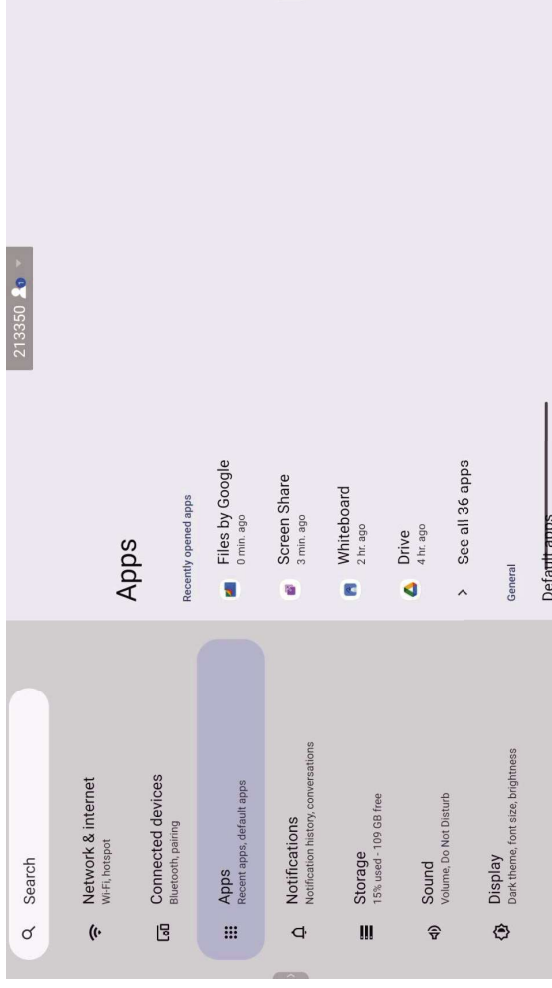 213350
1
Search
Network & internet
Wi-Fi, hotspot
Connected devices
Bluetooth, pairing
Apps
Recent apps, default apps
Notifications
Notification history, conversations
Storage
15% used - 109 GB free
Sound
Volume, Do Not Disturb
Display
Dark theme, font size, brightness
Apps
Recently opened apps
Files by Google
0 min. ago
Screen Share
3 min. ago
Whiteboard
2 hr. ago
Drive
4 hr. ago
See all 36 apps
General
Default apps